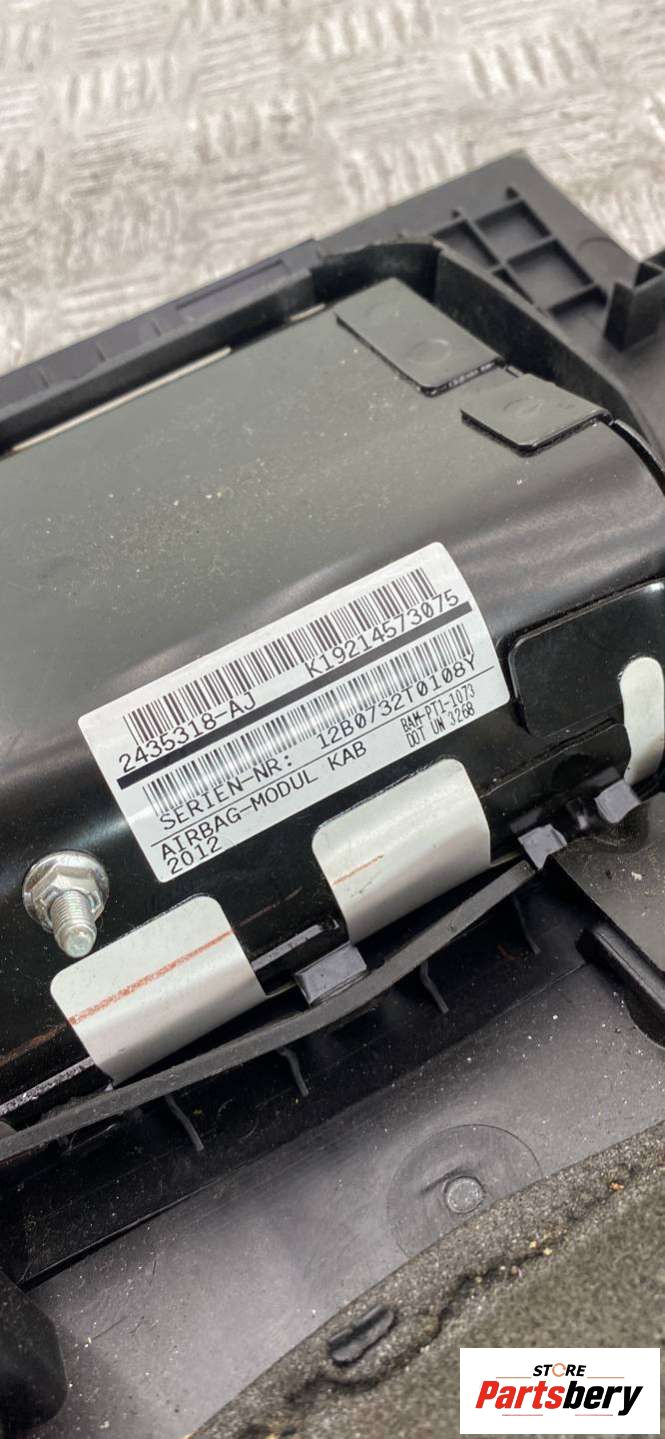 2435318-AJ K19214573075
SERIEN-NR: 12B0732T0108Y
AIRBAG-MODUL KAB BAM-PT1-1073
2012 DOT UN 3268
STORE
Partsbery